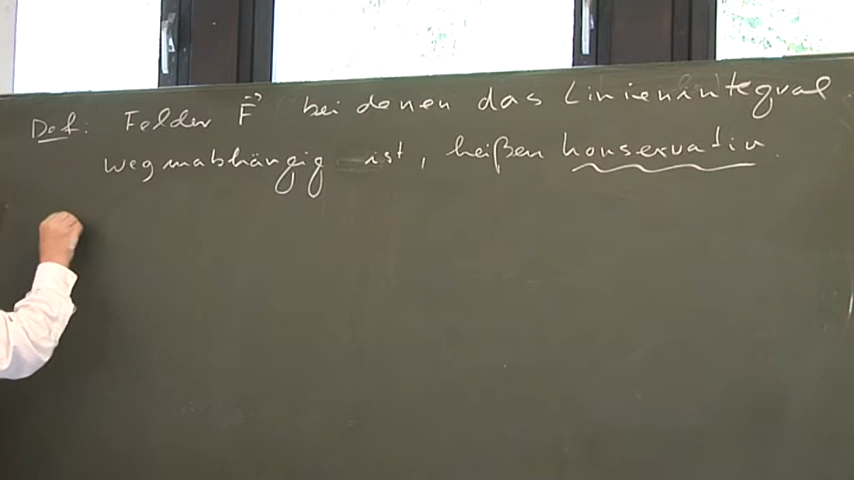 Def: Felder F⃗ bei denen das Linienintegral
wegunabhängig ist, heißen konservativ.